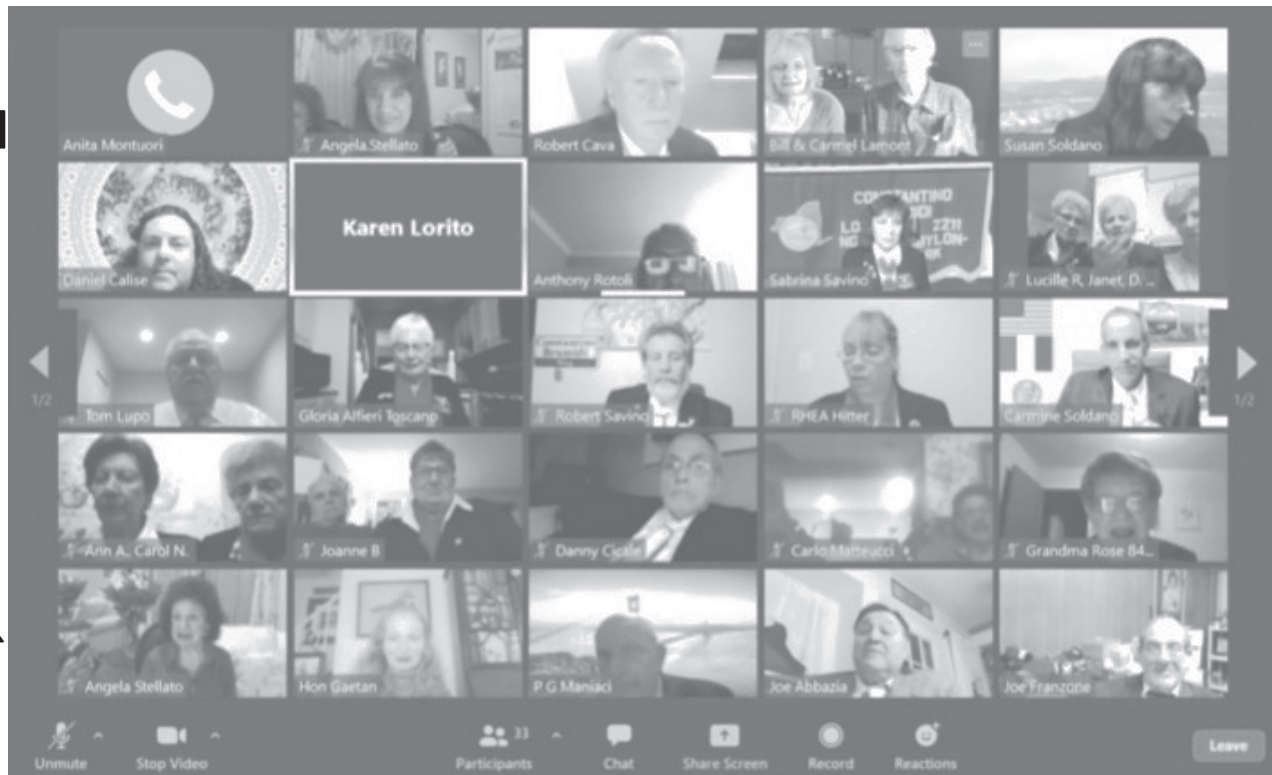 Anita Montuori
Angela.Stellato
Robert Cava
Bill & Carmel Lamont
Susan Soldano
Daniel Calise
Karen Lorito
Anthony Rotoli
CONSTANTINO
2211
Sabrina Savino
Lucille R, Janet, D. ...
Tom Lupo
Gloria Alfieri Toscano
Robert Savino
RHEA Hitter
Carmine Soldano
1/2
1/2
Ann A, Carol N.
Joanne B
Danny Cicale
Carlo Matteucci
Grandma Rose 84...
Angela Stellato
Hon Gaetan
P G Maniaci
Joe Abbazia
Joe Franzone
Unmute
Stop Video
Participants
33
Chat
Share Screen
Record
Reactions
Leave